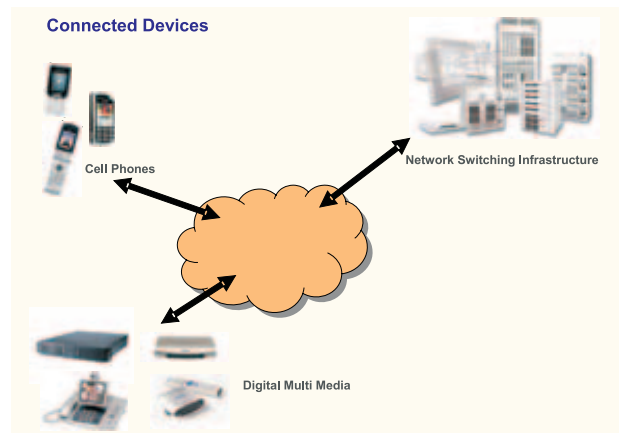 Connected Devices
Cell Phones
Network Switching Infrastructure
Digital Multi Media